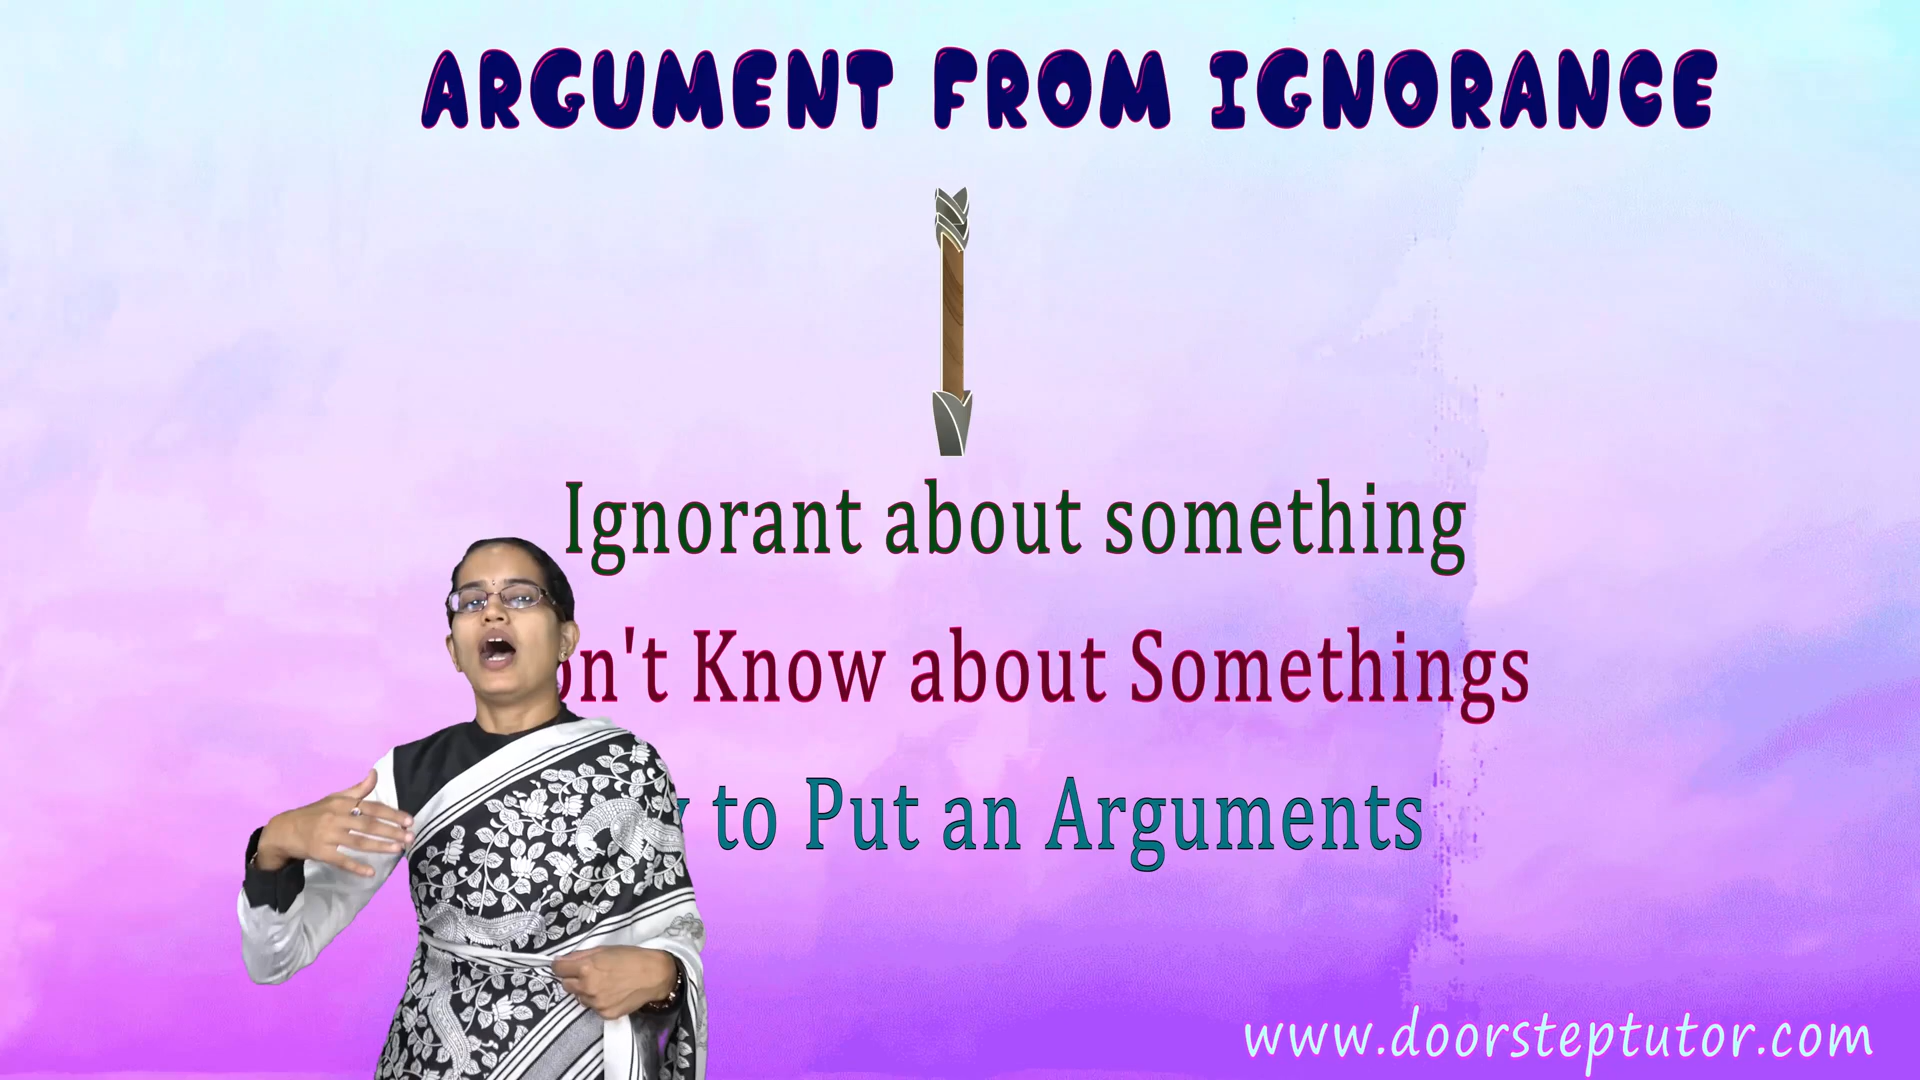 ARGUMENT FROM IGNORANCE
Ignorant about something
Know about Somethings
to Put an Arguments
www.doorsteptutor.com